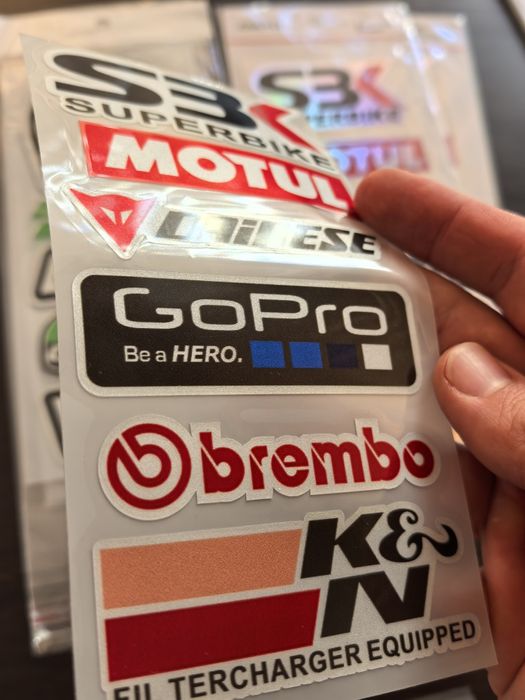 SBK
SUPERBIKE
MOTUL
DAINESE
GoPro
Be a HERO.
brembo
K&N
FILTERCHARGER EQUIPPED
SBK
SUPERBIKE
MOTUL